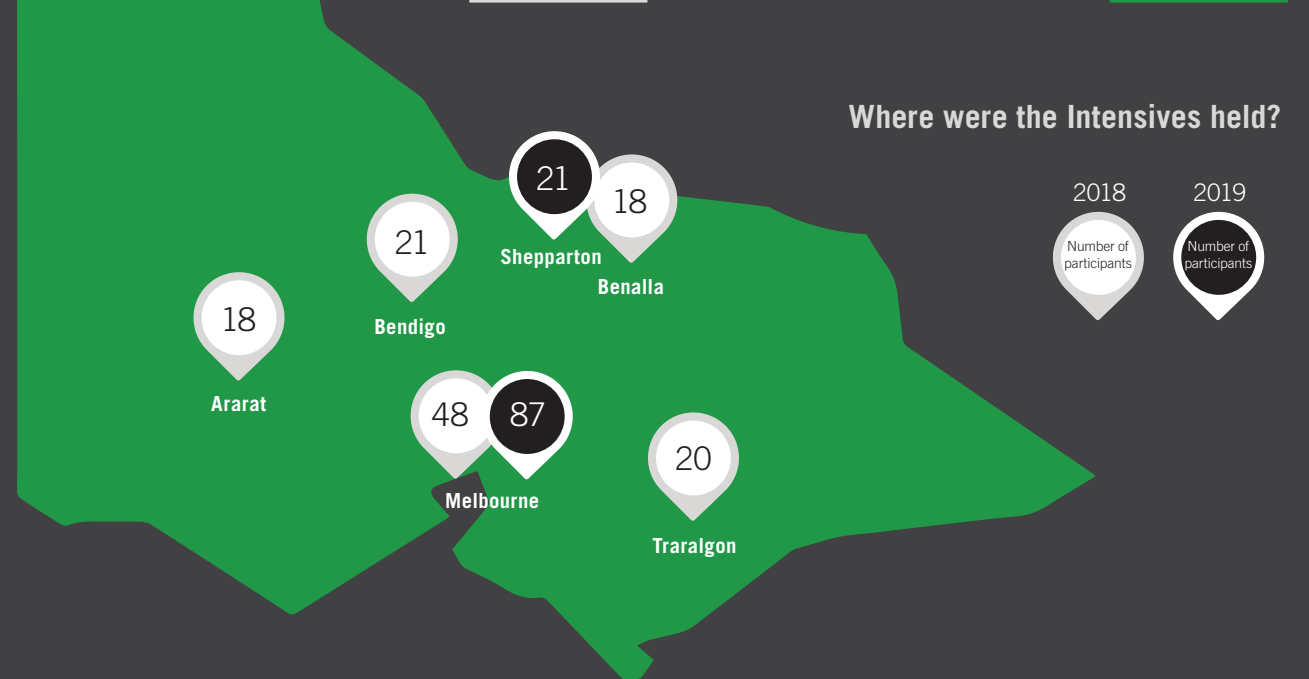 Where were the Intensives held?
2018
2019
Number of
participants
Number of
participants
21
Shepparton
18
Benalla
21
Bendigo
18
Ararat
48
87
Melbourne
20
Traralgon